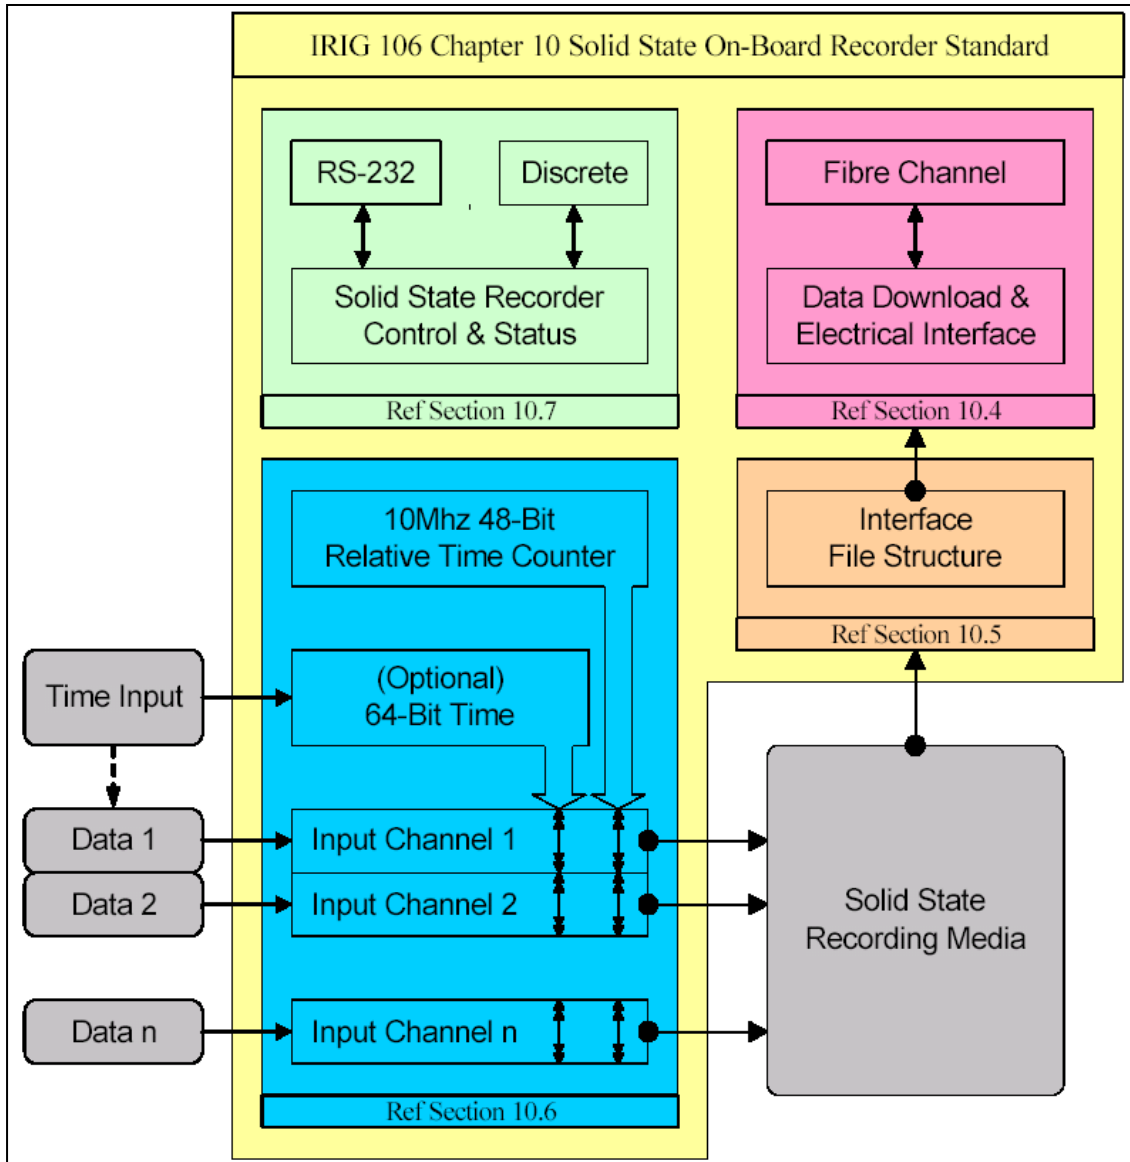 IRIG 106 Chapter 10 Solid State On-Board Recorder Standard
RS-232
Discrete
Solid State Recorder
Control & Status
Ref Section 10.7
Fibre Channel
Data Download &
Electrical Interface
Ref Section 10.4
10Mhz 48-Bit
Relative Time Counter
Interface
File Structure
Ref Section 10.5
Time Input
(Optional)
64-Bit Time
Data 1
Input Channel 1
Data 2
Input Channel 2
Solid State
Recording Media
Data n
Input Channel n
Ref Section 10.6